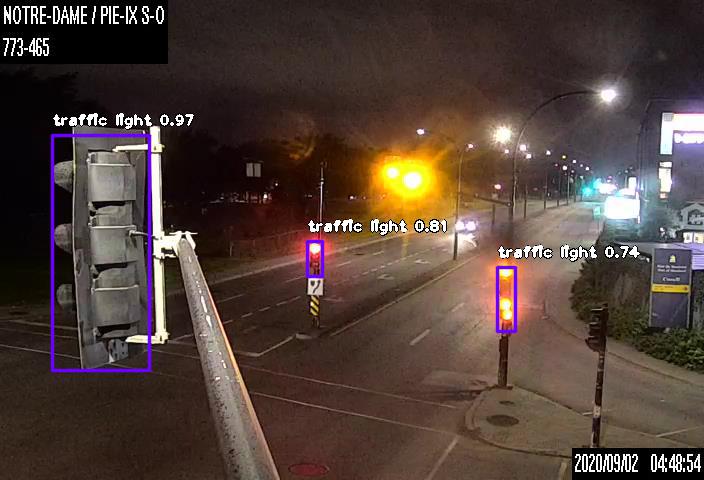 NOTRE-DAME / PIE-IX S-O
773-465
traffic light 0.97
traffic light 0.81
traffic light 0.74
Canada
2020/09/02 04:48:54